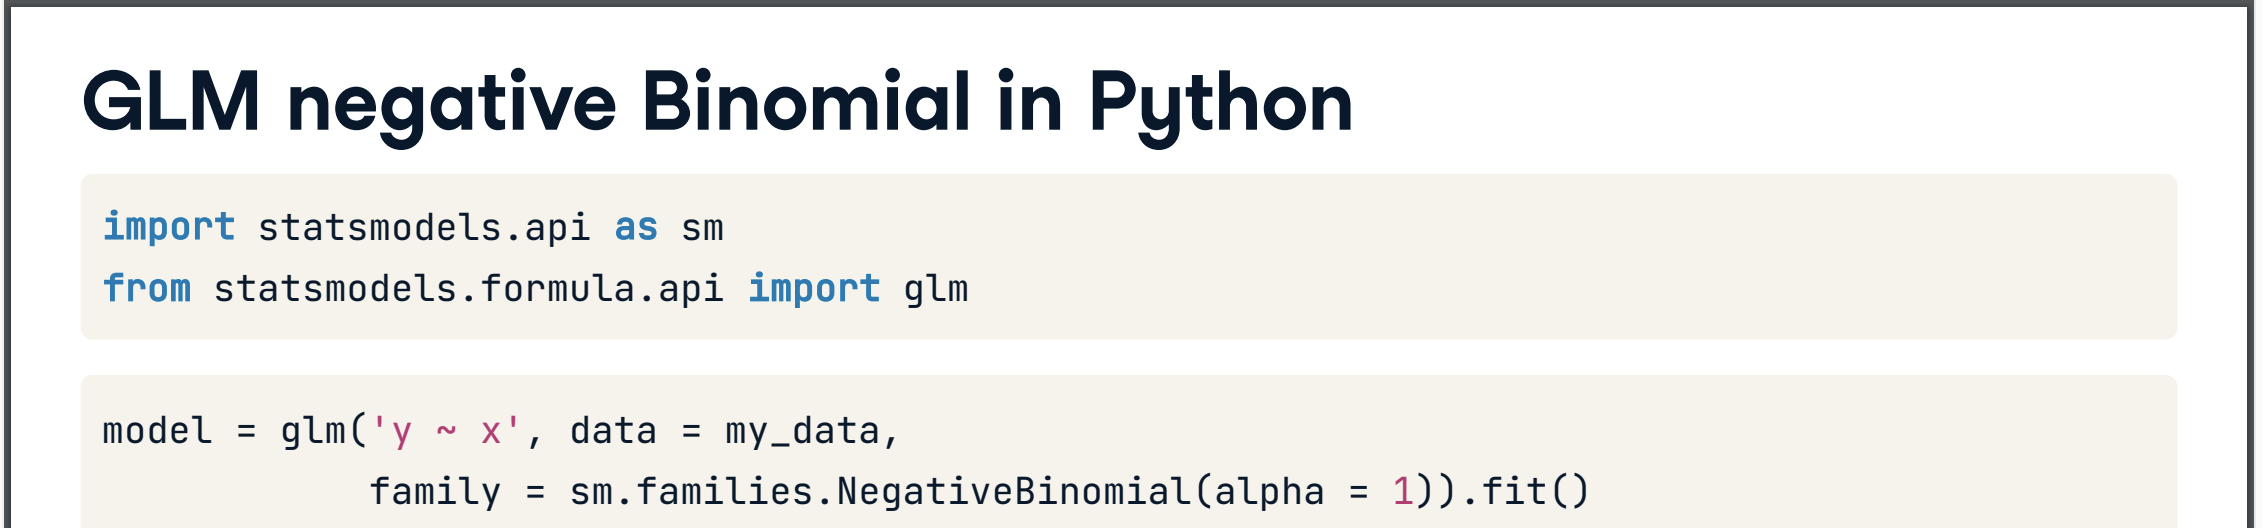 GLM negative Binomial in Python
import statsmodels.api as sm
from statsmodels.formula.api import glm
model = glm('y ~ x', data = my_data,
            family = sm.families.NegativeBinomial(alpha = 1)).fit()